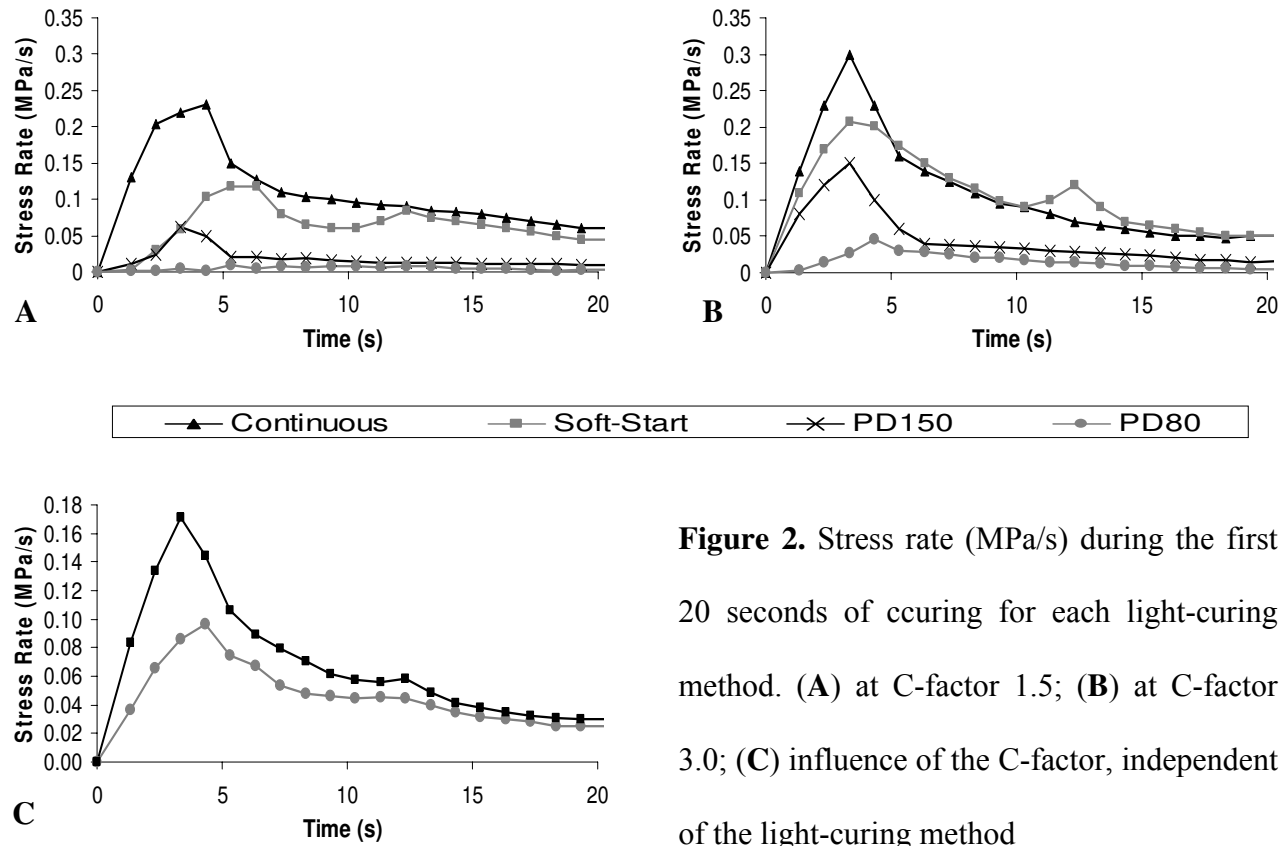 0.35
0.3
0.25
0.2
0.15
0.1
0.05
0
Stress Rate (MPa/s)
0 5 10 15 20
Time (s)
A
0.35
0.3
0.25
0.2
0.15
0.1
0.05
0
Stress Rate (MPa/s)
0 5 10 15 20
Time (s)
B
Continuous Soft-Start PD150 PD80
0.18
0.16
0.14
0.12
0.10
0.08
0.06
0.04
0.02
0.00
Stress Rate (MPa/s)
0 5 10 15 20
Time (s)
C
Figure 2. Stress rate (MPa/s) during the first
20 seconds of ccuring for each light-curing
method. (A) at C-factor 1.5; (B) at C-factor
3.0; (C) influence of the C-factor, independent
of the light-curing method